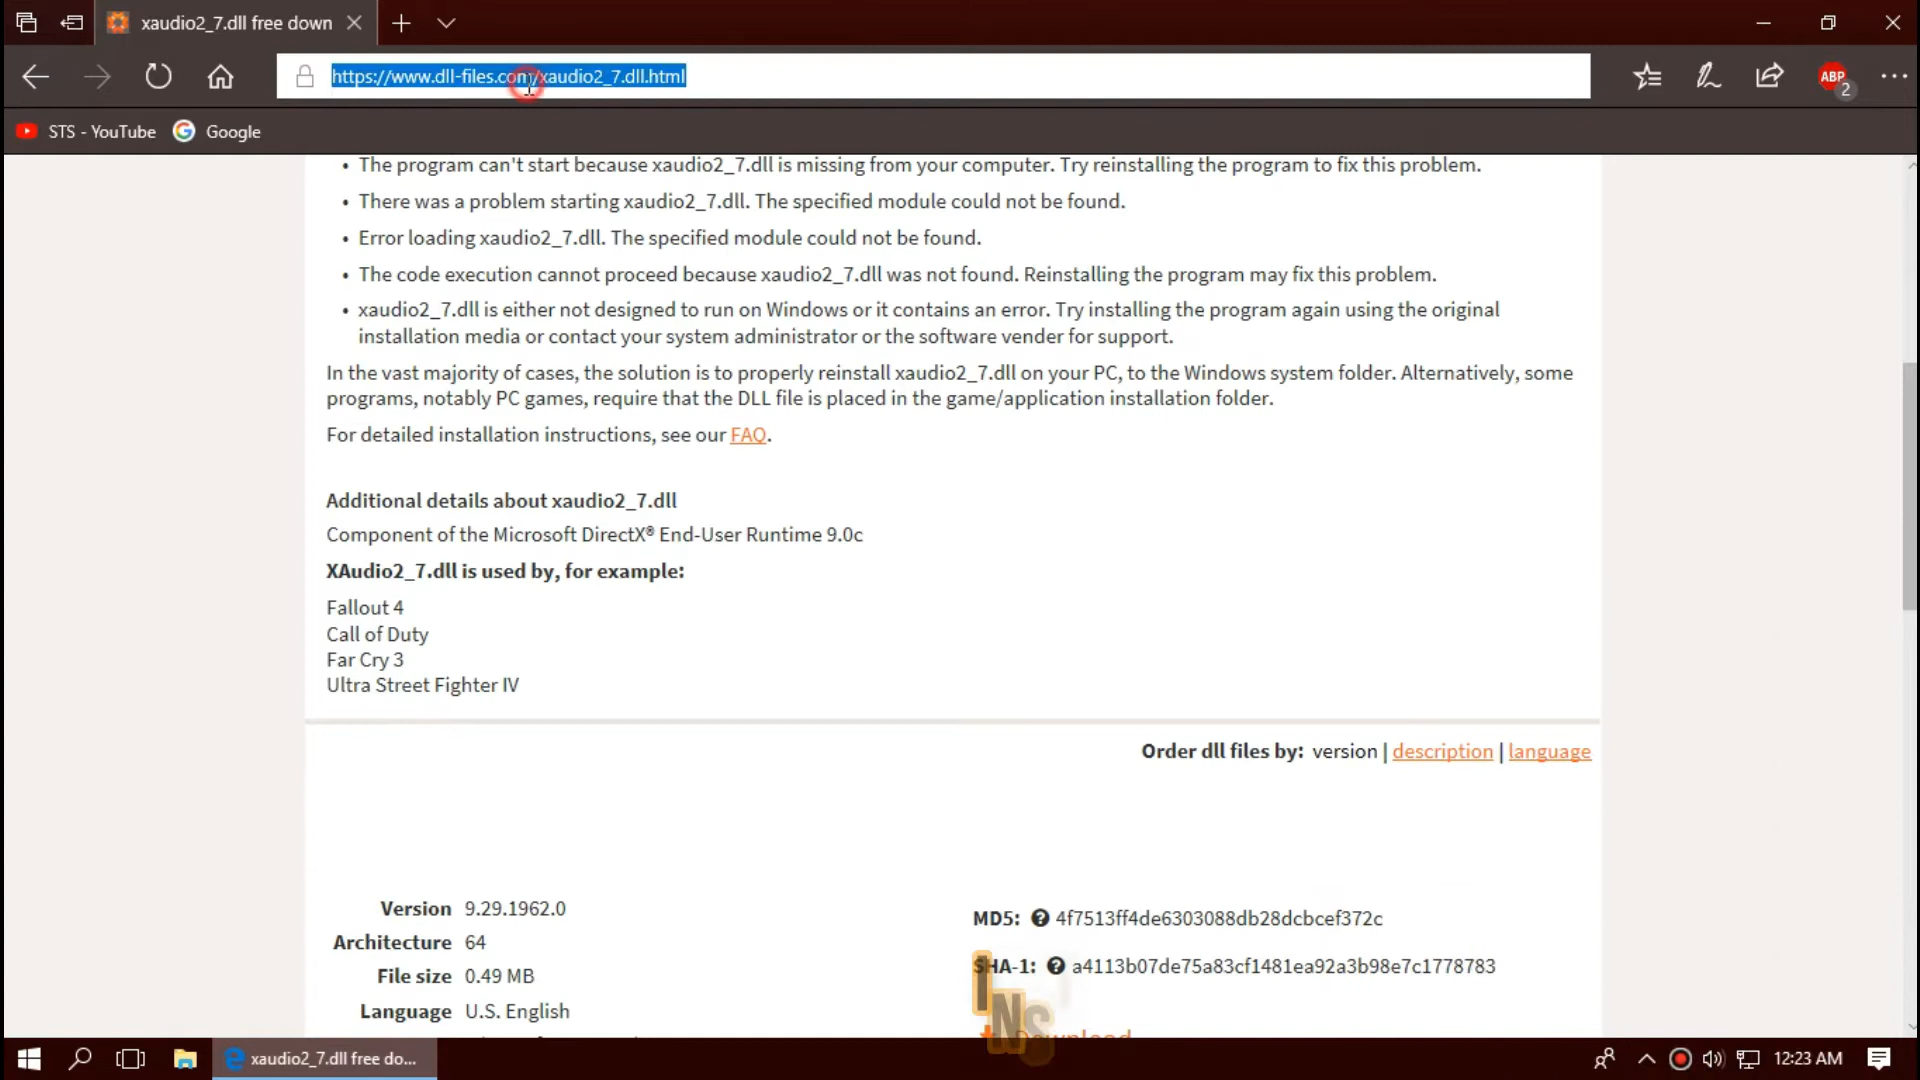 xaudio2_7.dll free down
https://www.dll-files.com/xaudio2_7.dll.html
ABP
2
STS - YouTube
Google
• The program can't start because xaudio2_7.dll is missing from your computer. Try reinstalling the program to fix this problem.
• There was a problem starting xaudio2_7.dll. The specified module could not be found.
• Error loading xaudio2_7.dll. The specified module could not be found.
• The code execution cannot proceed because xaudio2_7.dll was not found. Reinstalling the program may fix this problem.
• xaudio2_7.dll is either not designed to run on Windows or it contains an error. Try installing the program again using the original
installation media or contact your system administrator or the software vender for support.
In the vast majority of cases, the solution is to properly reinstall xaudio2_7.dll on your PC, to the Windows system folder. Alternatively, some
programs, notably PC games, require that the DLL file is placed in the game/application installation folder.
For detailed installation instructions, see our FAQ.
Additional details about xaudio2_7.dll
Component of the Microsoft DirectX® End-User Runtime 9.0c
XAudio2_7.dll is used by, for example:
Fallout 4
Call of Duty
Far Cry 3
Ultra Street Fighter IV
Order dll files by: version | description | language
Version 9.29.1962.0
Architecture 64
File size 0.49 MB
Language U.S. English
MD5: 4f7513ff4de6303088db28dcbcef372c
SHA-1: a4113b07de75a83cf1481ea92a3b98e7c1778783
INS
Download
xaudio2_7.dll free do...
12:23 AM